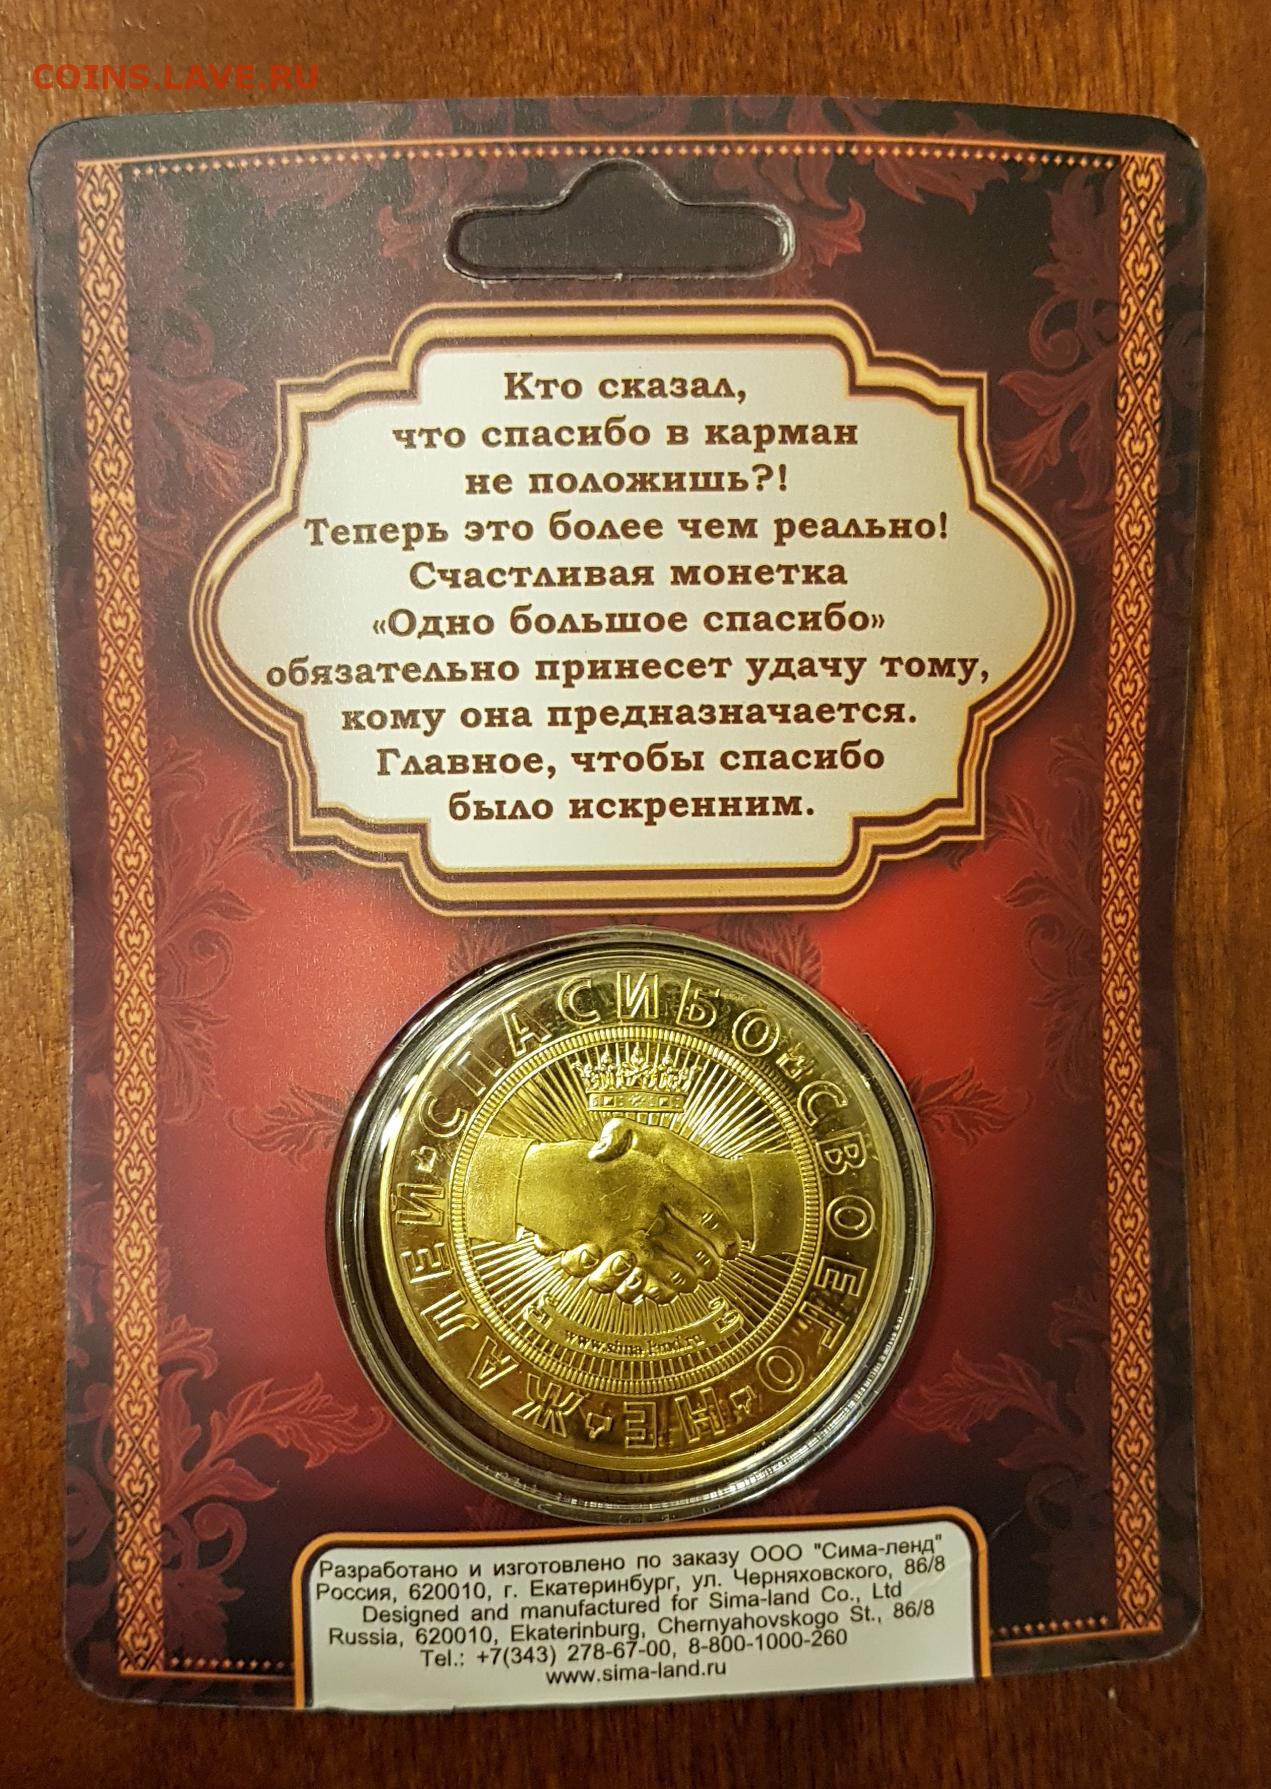 COINS.LAVE.RU
Кто сказал,
что спасибо в карман
не положишь?!
Теперь это более чем реально!
Счастливая монетка
«Одно большое спасибо»
обязательно принесет удачу тому,
кому она предназначается.
Главное, чтобы спасибо
было искренним.
СПАСИБО СВОЕГО НЕ ЖАЛЕЙ
www.sima-land.ru
Разработано и изготовлено по заказу ООО "Сима-ленд"
Россия, 620010, г. Екатеринбург, ул. Черняховского, 86/8
Designed and manufactured for Sima-land Co., Ltd
Russia, 620010, Ekaterinburg, Chernyahovskogo St., 86/8
Tel.: +7(343) 278-67-00, 8-800-1000-260
www.sima-land.ru